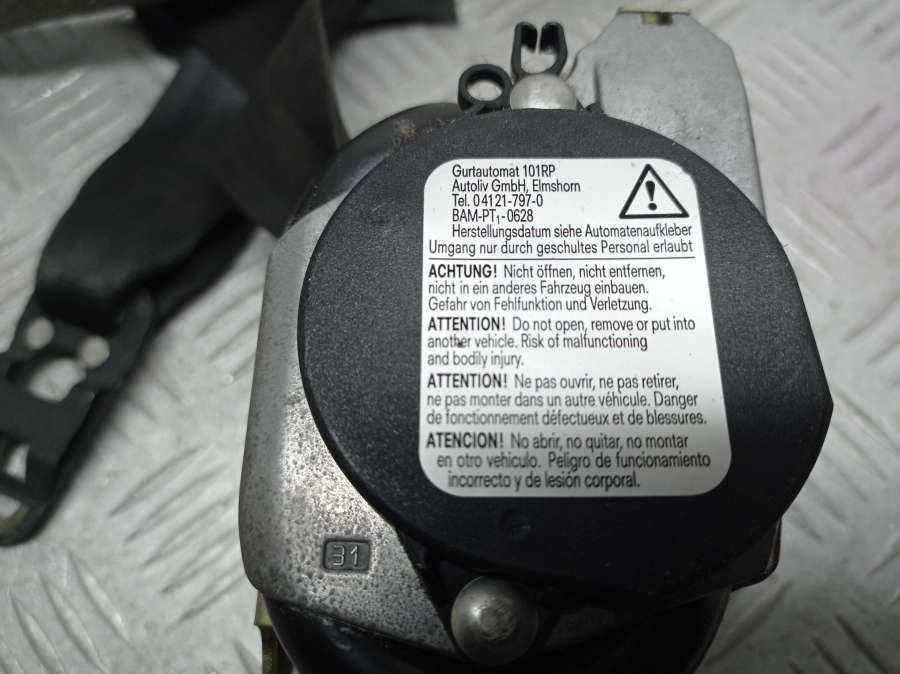 Gurtautomat 101RP
Autoliv GmbH, Elmshorn
Tel. 04121-797-0
BAM-PT₁-0628
Herstellungsdatum siehe Automatenaufkleber
Umgang nur durch geschultes Personal erlaubt
ACHTUNG! Nicht öffnen, nicht entfernen,
nicht in ein anderes Fahrzeug einbauen.
Gefahr von Fehlfunktion und Verletzung.
ATTENTION! Do not open, remove or put into
another vehicle. Risk of malfunctioning
and bodily injury.
ATTENTION! Ne pas ouvrir, ne pas retirer,
ne pas monter dans un autre véhicule. Danger
de fonctionnement défectueux et de blessures.
ATENCION! No abrir, no quitar, no montar
en otro vehiculo. Peligro de funcionamiento
incorrecto y de lesión corporal.
31